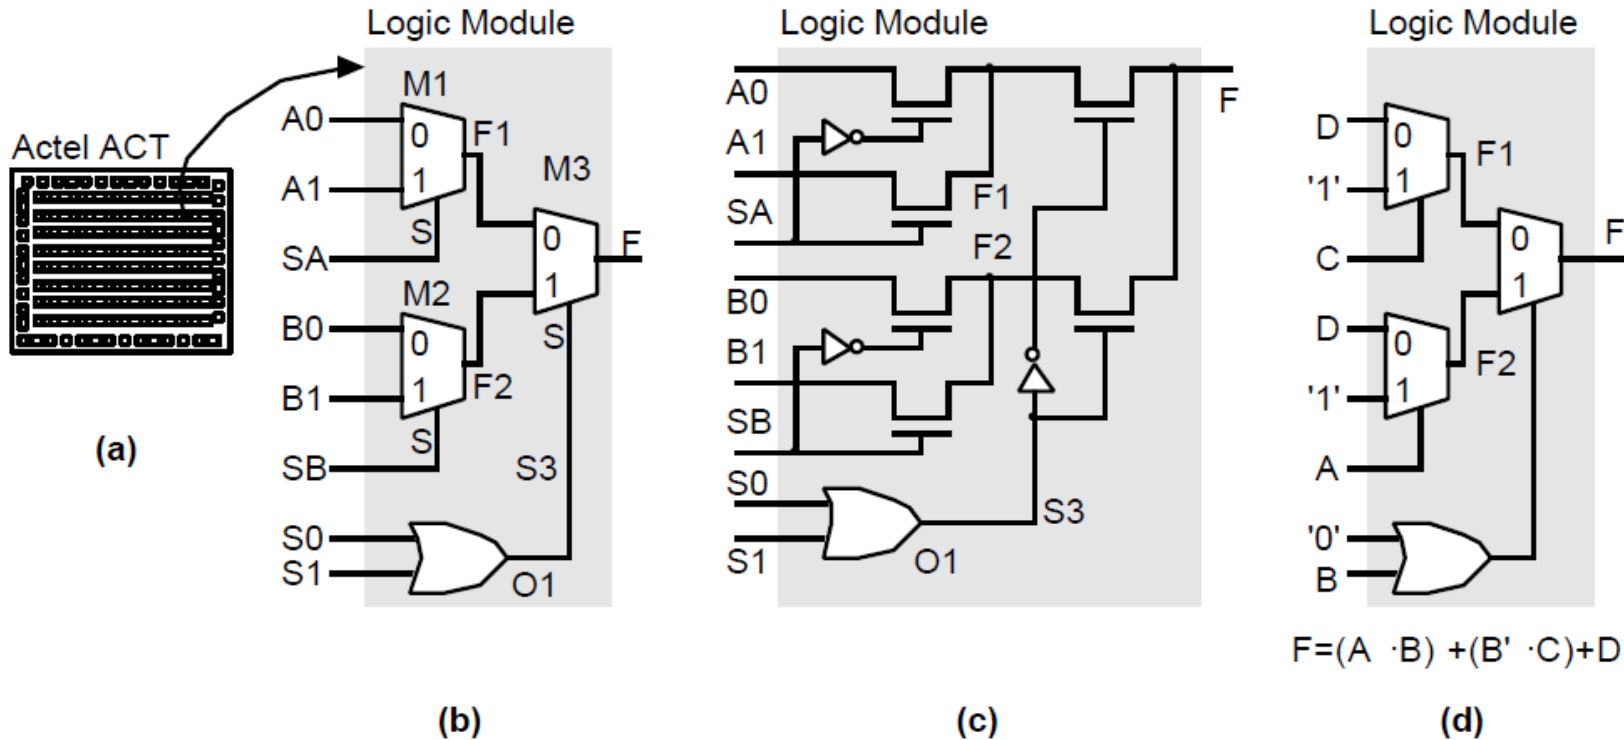 Logic Module
Actel ACT
(a)
M1
A0
0
F1
A1
1
M3
S
SA
0
F
1
M2
B0
0
S
B1
1
F2
S
SB
S3
S0
S1
O1
(b)
Logic Module
A0
F
A1
F1
SA
F2
B0
B1
SB
S0
S3
S1
O1
(c)
Logic Module
D
0
F1
'1'
1
0
F
C
1
D
0
F2
'1'
1
A
'0'
B
F=(A ·B) +(B' ·C)+D
(d)